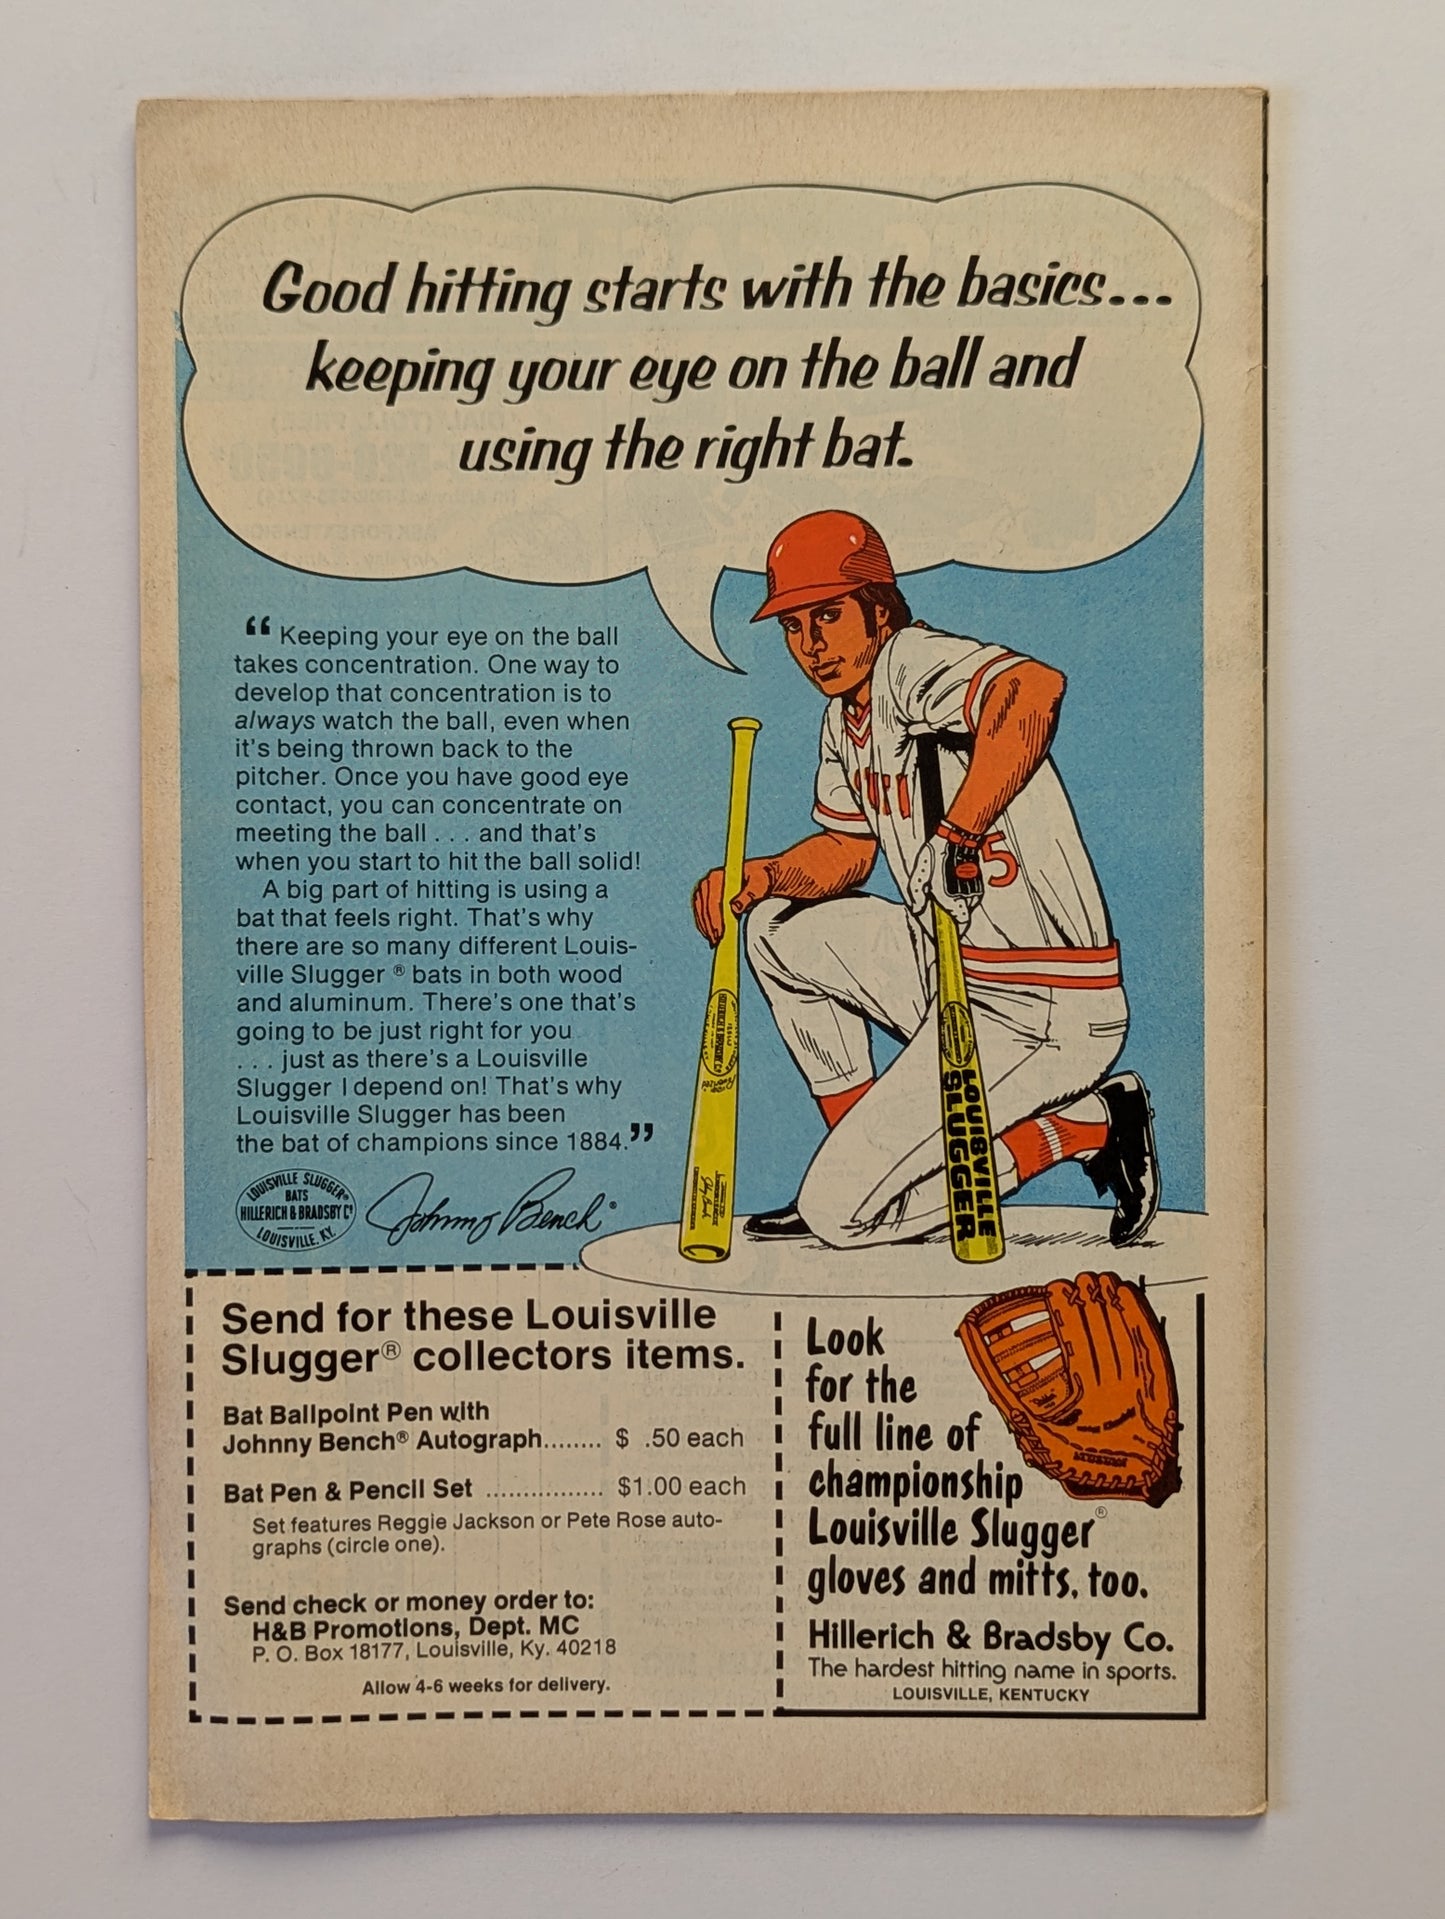 Good hitting starts with the basics...
keeping your eye on the ball and
using the right bat.
“ Keeping your eye on the ball
takes concentration. One way to
develop that concentration is to
always watch the ball, even when
it's being thrown back to the
pitcher. Once you have good eye
contact, you can concentrate on
meeting the ball . . . and that's
when you start to hit the ball solid!
A big part of hitting is using a
bat that feels right. That's why
there are so many different Louis-
ville Slugger ® bats in both wood
and aluminum. There's one that's
going to be just right for you
. . . just as there's a Louisville
Slugger I depend on! That's why
Louisville Slugger has been
the bat of champions since 1884.”
LOUISVILLE SLUGGER®
BATS
HILLERICH & BRADSBY Cº
LOUISVILLE, KY.
Johnny Bench®
5
LOUISVILLE
SLUGGER
Send for these Louisville
Slugger® collectors items.
Bat Ballpoint Pen with
Johnny Bench® Autograph........ $ .50 each
Bat Pen & Pencil Set ................ $1.00 each
Set features Reggie Jackson or Pete Rose auto-
graphs (circle one).
Send check or money order to:
H&B Promotions, Dept. MC
P. O. Box 18177, Louisville, Ky. 40218
Allow 4-6 weeks for delivery.
Look
for the
full line of
championship
Louisville Slugger®
gloves and mitts, too.
Hillerich & Bradsby Co.
The hardest hitting name in sports.
LOUISVILLE, KENTUCKY